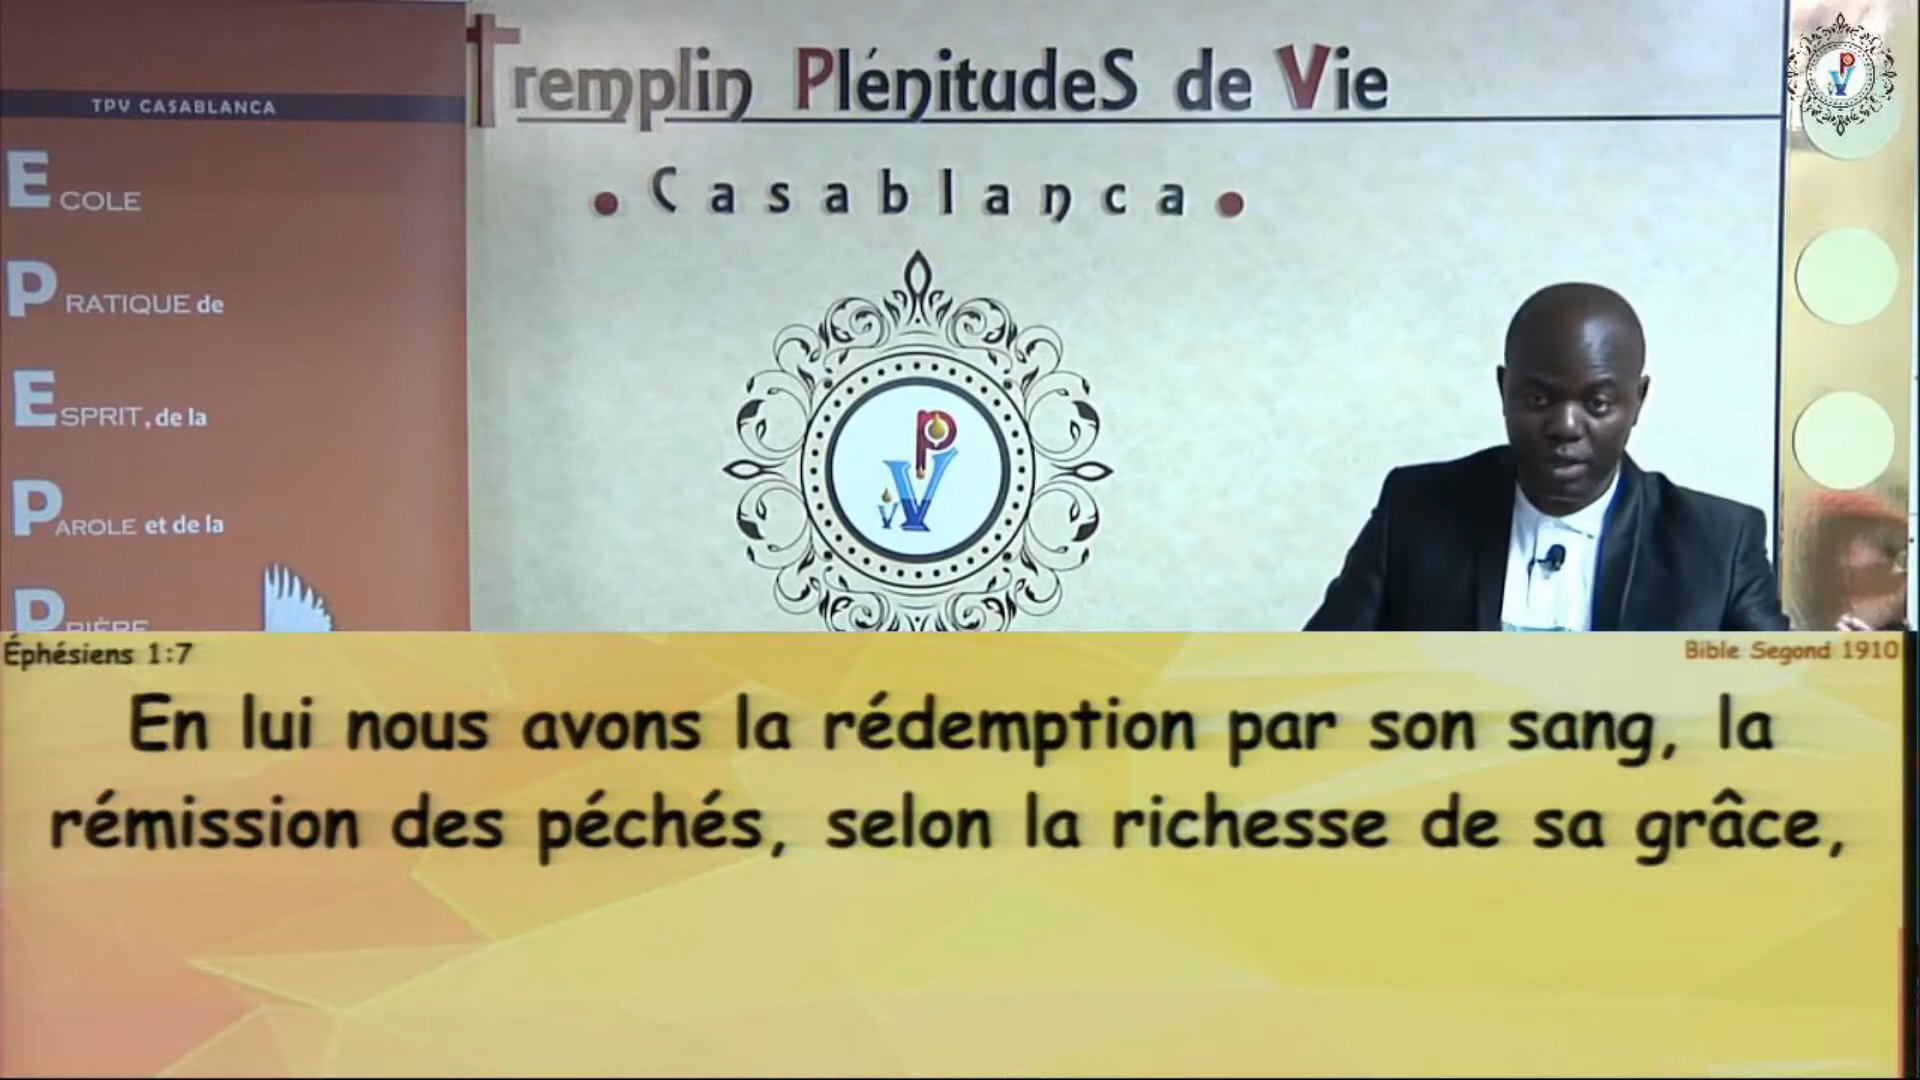 Tremplin PlénitudeS de Vie
TPV CASABLANCA
Casablanca
ECOLE
PRATIQUE de
ESPRIT, de la
PAROLE et de la
PRIÈRE
PV
Éphésiens 1:7
Bible Segond 1910
En lui nous avons la rédemption par son sang, la
rémission des péchés, selon la richesse de sa grâce,